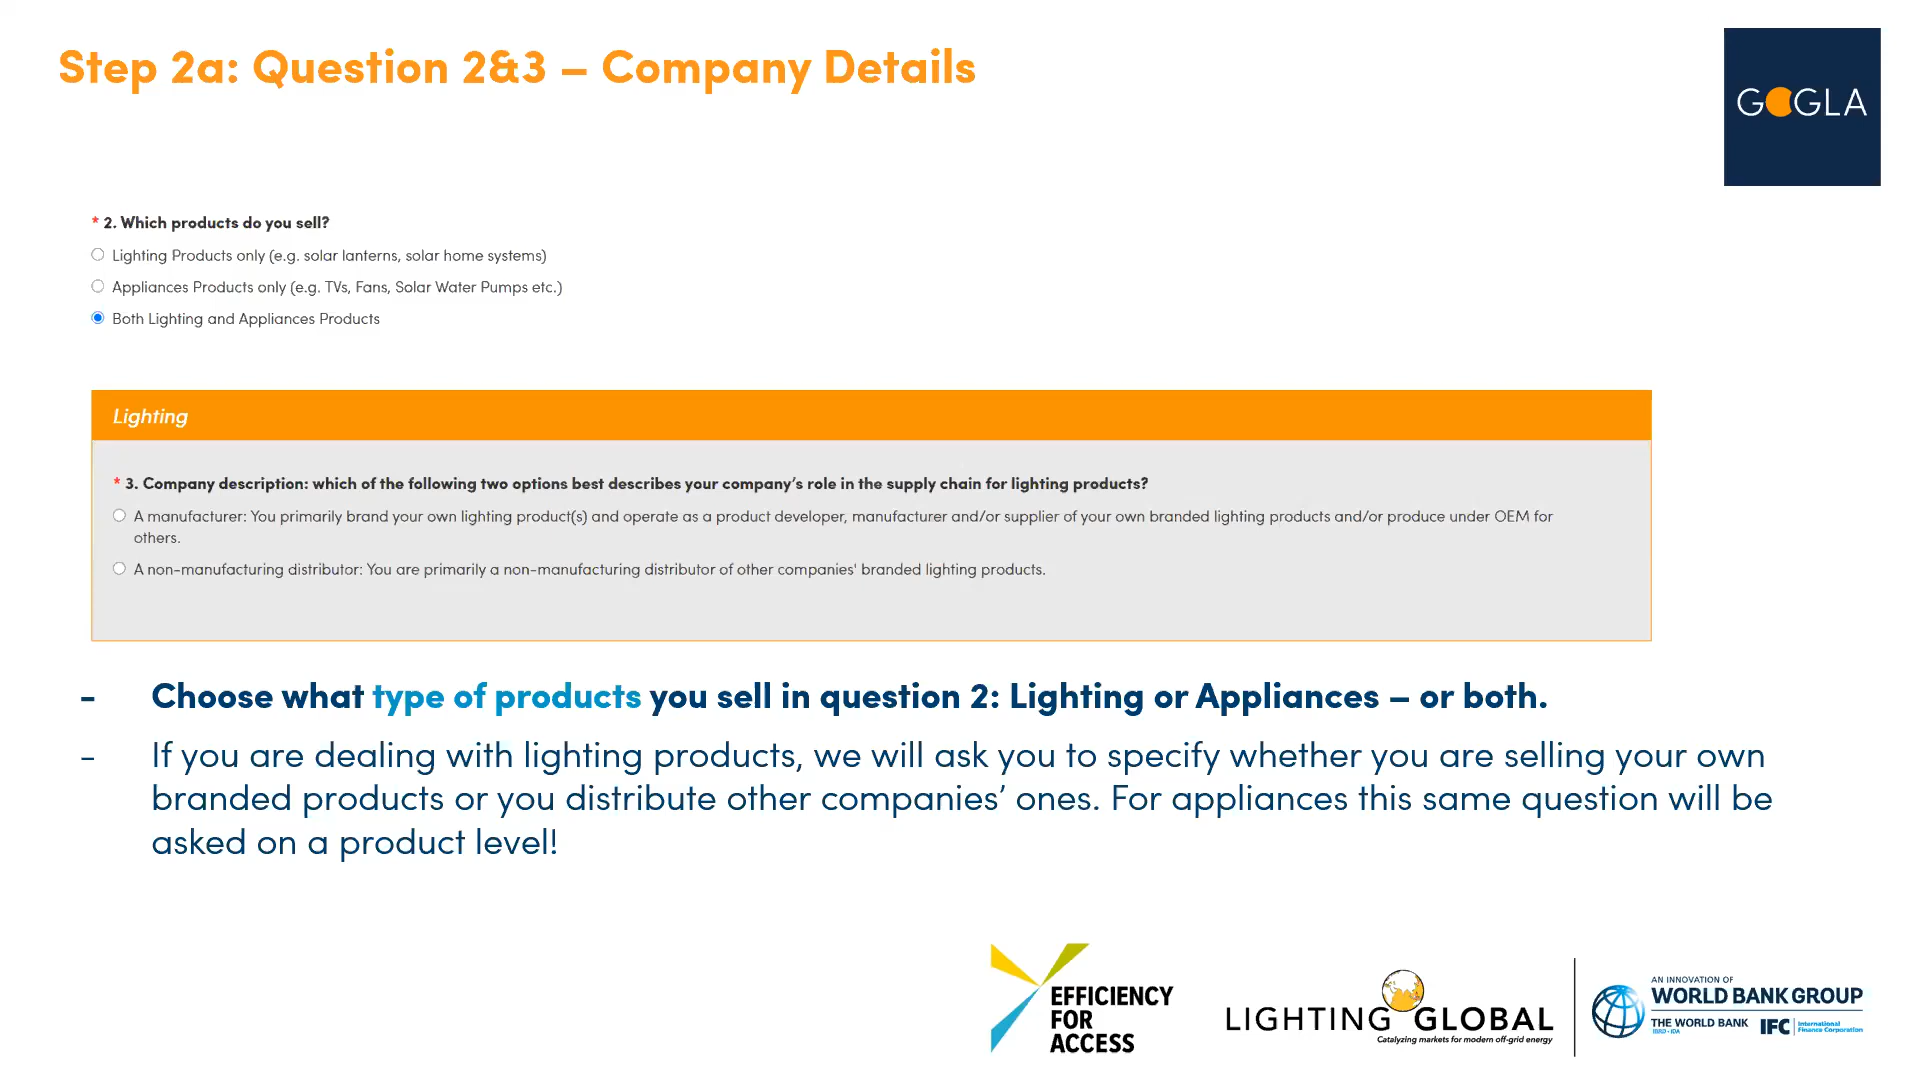 Step 2a: Question 2&3 – Company Details
GOGLA
* 2. Which products do you sell?
Lighting Products only (e.g. solar lanterns, solar home systems)
Appliances Products only (e.g. TVs, Fans, Solar Water Pumps etc.)
Both Lighting and Appliances Products
Lighting
* 3. Company description: which of the following two options best describes your company's role in the supply chain for lighting products?
A manufacturer: You primarily brand your own lighting product(s) and operate as a product developer, manufacturer and/or supplier of your own branded lighting products and/or produce under OEM for
others.
A non-manufacturing distributor: You are primarily a non-manufacturing distributor of other companies' branded lighting products.
- Choose what type of products you sell in question 2: Lighting or Appliances – or both.
- If you are dealing with lighting products, we will ask you to specify whether you are selling your own
branded products or you distribute other companies’ ones. For appliances this same question will be
asked on a product level!
EFFICIENCY
FOR
ACCESS
LIGHTING GLOBAL
Catalyzing markets for modern off-grid energy
AN INNOVATION OF
WORLD BANK GROUP
THE WORLD BANK
IBRD • IDA
IFC
International
Finance Corporation